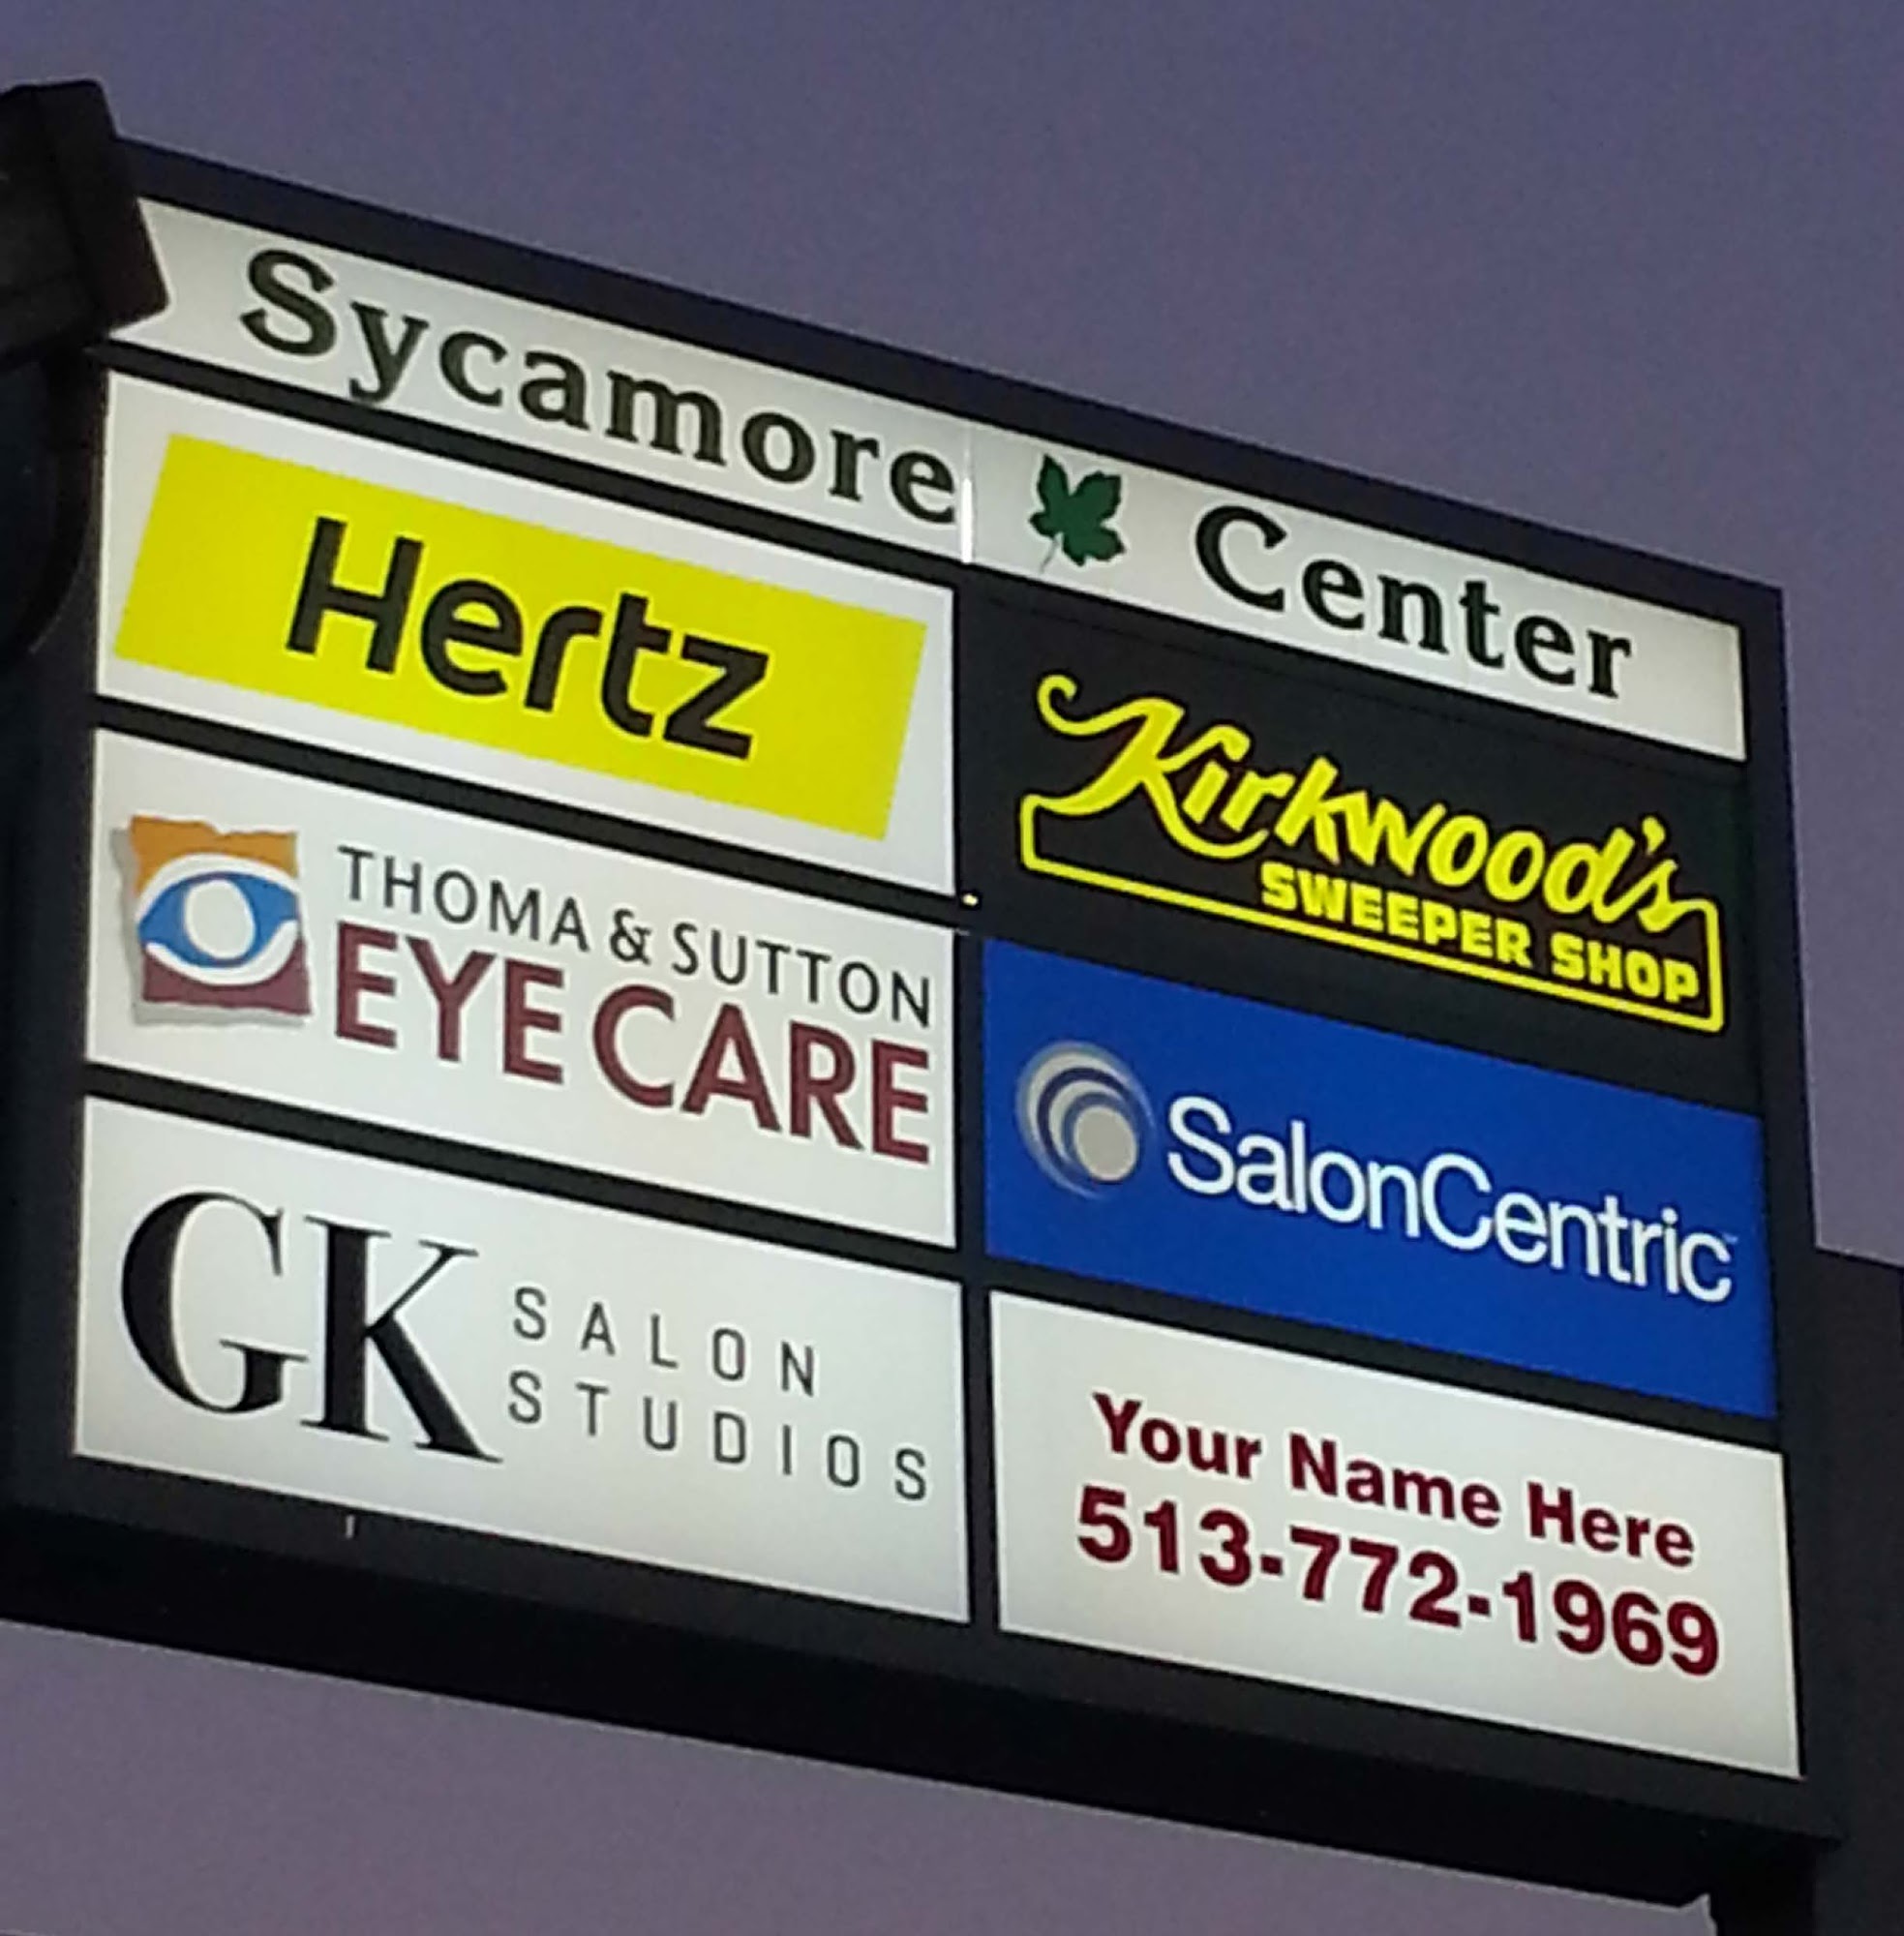 Sycamore Center
Hertz
Kirkwood's
SWEEPER SHOP
THOMA & SUTTON
EYE CARE
SalonCentric
GK SALON
STUDIOS
Your Name Here
513-772-1969